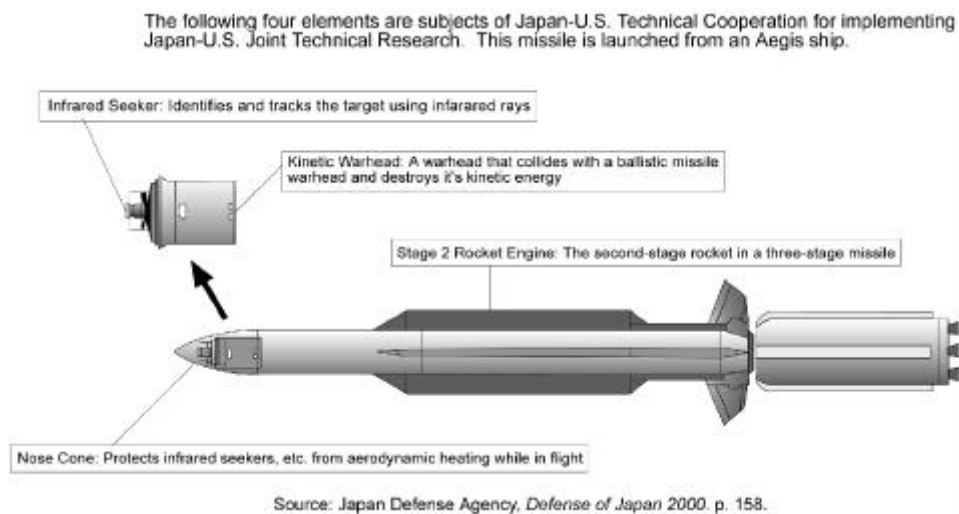 The following four elements are subjects of Japan-U.S. Technical Cooperation for implementing
Japan-U.S. Joint Technical Research. This missile is launched from an Aegis ship.
Infrared Seeker: Identifies and tracks the target using infarared rays
Kinetic Warhead: A warhead that collides with a ballistic missile
warhead and destroys it's kinetic energy
Stage 2 Rocket Engine: The second-stage rocket in a three-stage missile
Nose Cone: Protects infrared seekers, etc. from aerodynamic heating while in flight
Source: Japan Defense Agency, Defense of Japan 2000. p. 158.